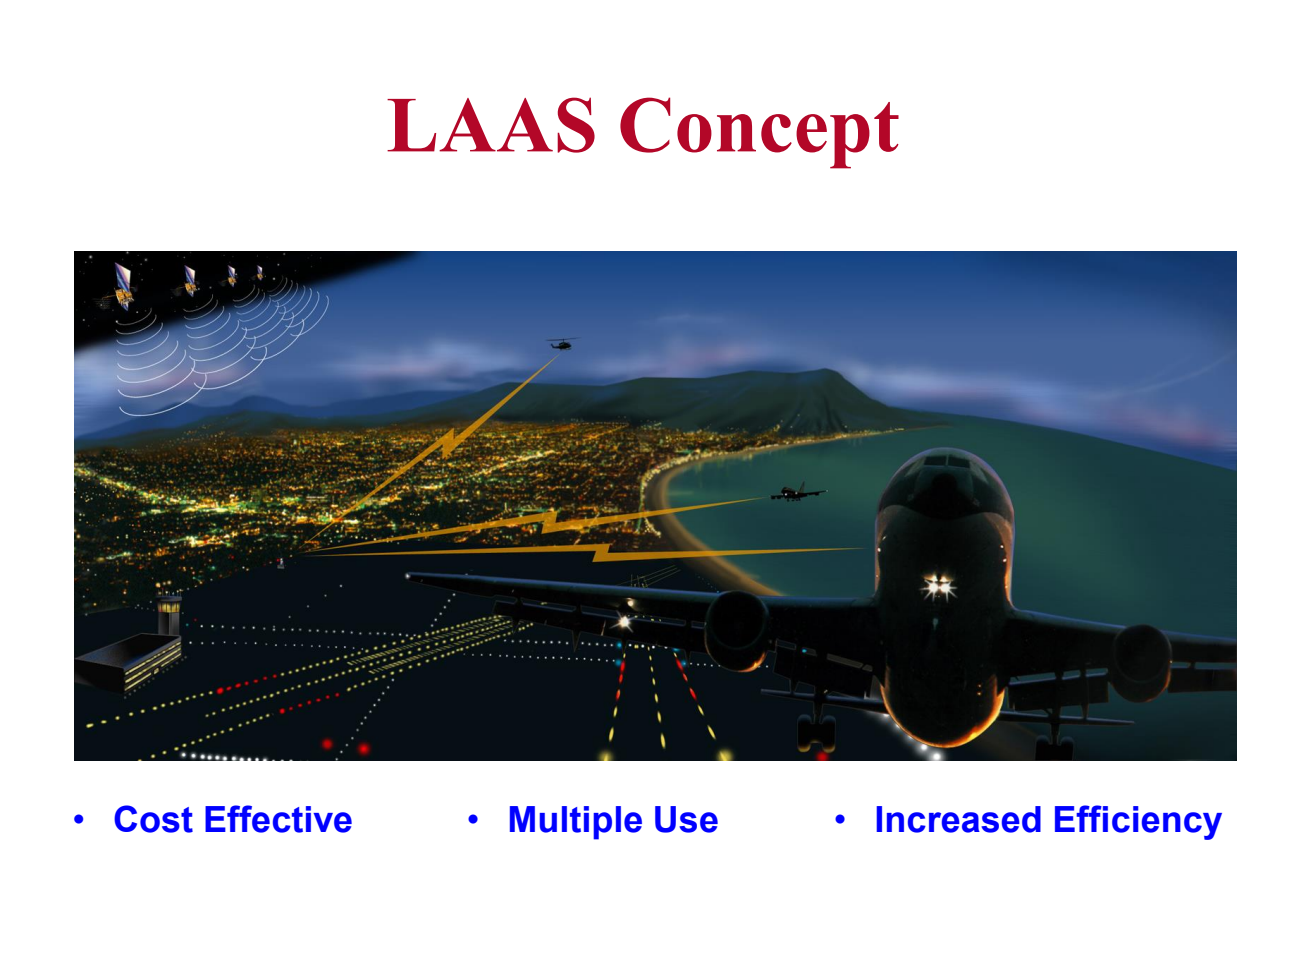 LAAS Concept
• Cost Effective • Multiple Use • Increased Efficiency